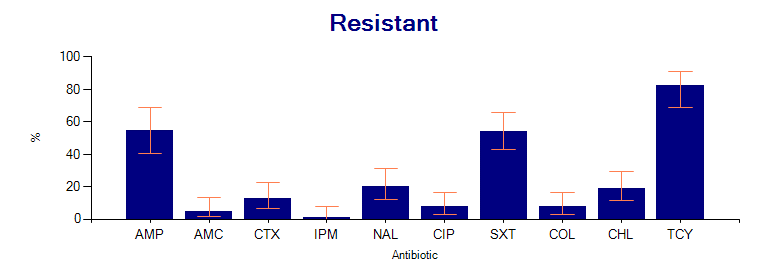 Resistant
100
80
60
40
20
0
%
AMP AMC CTX IPM NAL CIP SXT COL CHL TCY
Antibiotic